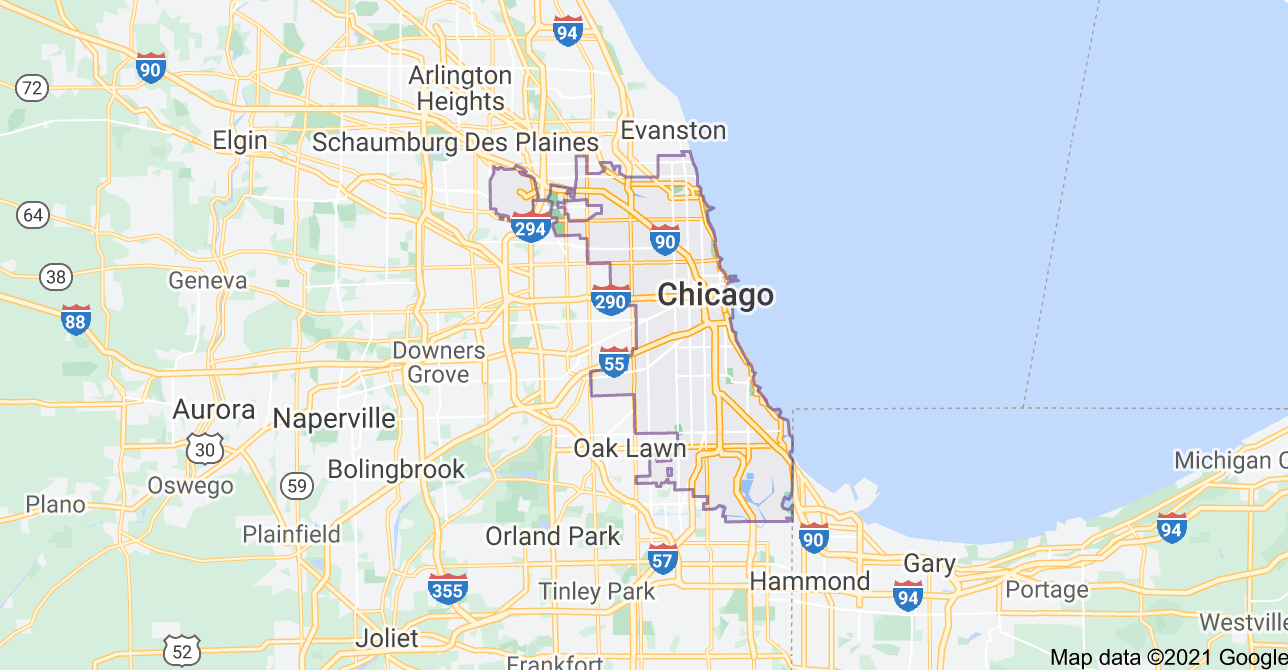 94
90
Arlington
Heights
72
Evanston
Elgin
Schaumburg
Des Plaines
64
294
90
38
Geneva
290
Chicago
88
Downers
Grove
55
Aurora
Naperville
30
Oak Lawn
Michigan C
Bolingbrook
59
Oswego
Plano
Plainfield
Orland Park
90
94
57
Gary
Hammond
355
Tinley Park
94
Portage
Westville
Joliet
52
Frankfort
Map data ©2021 Google